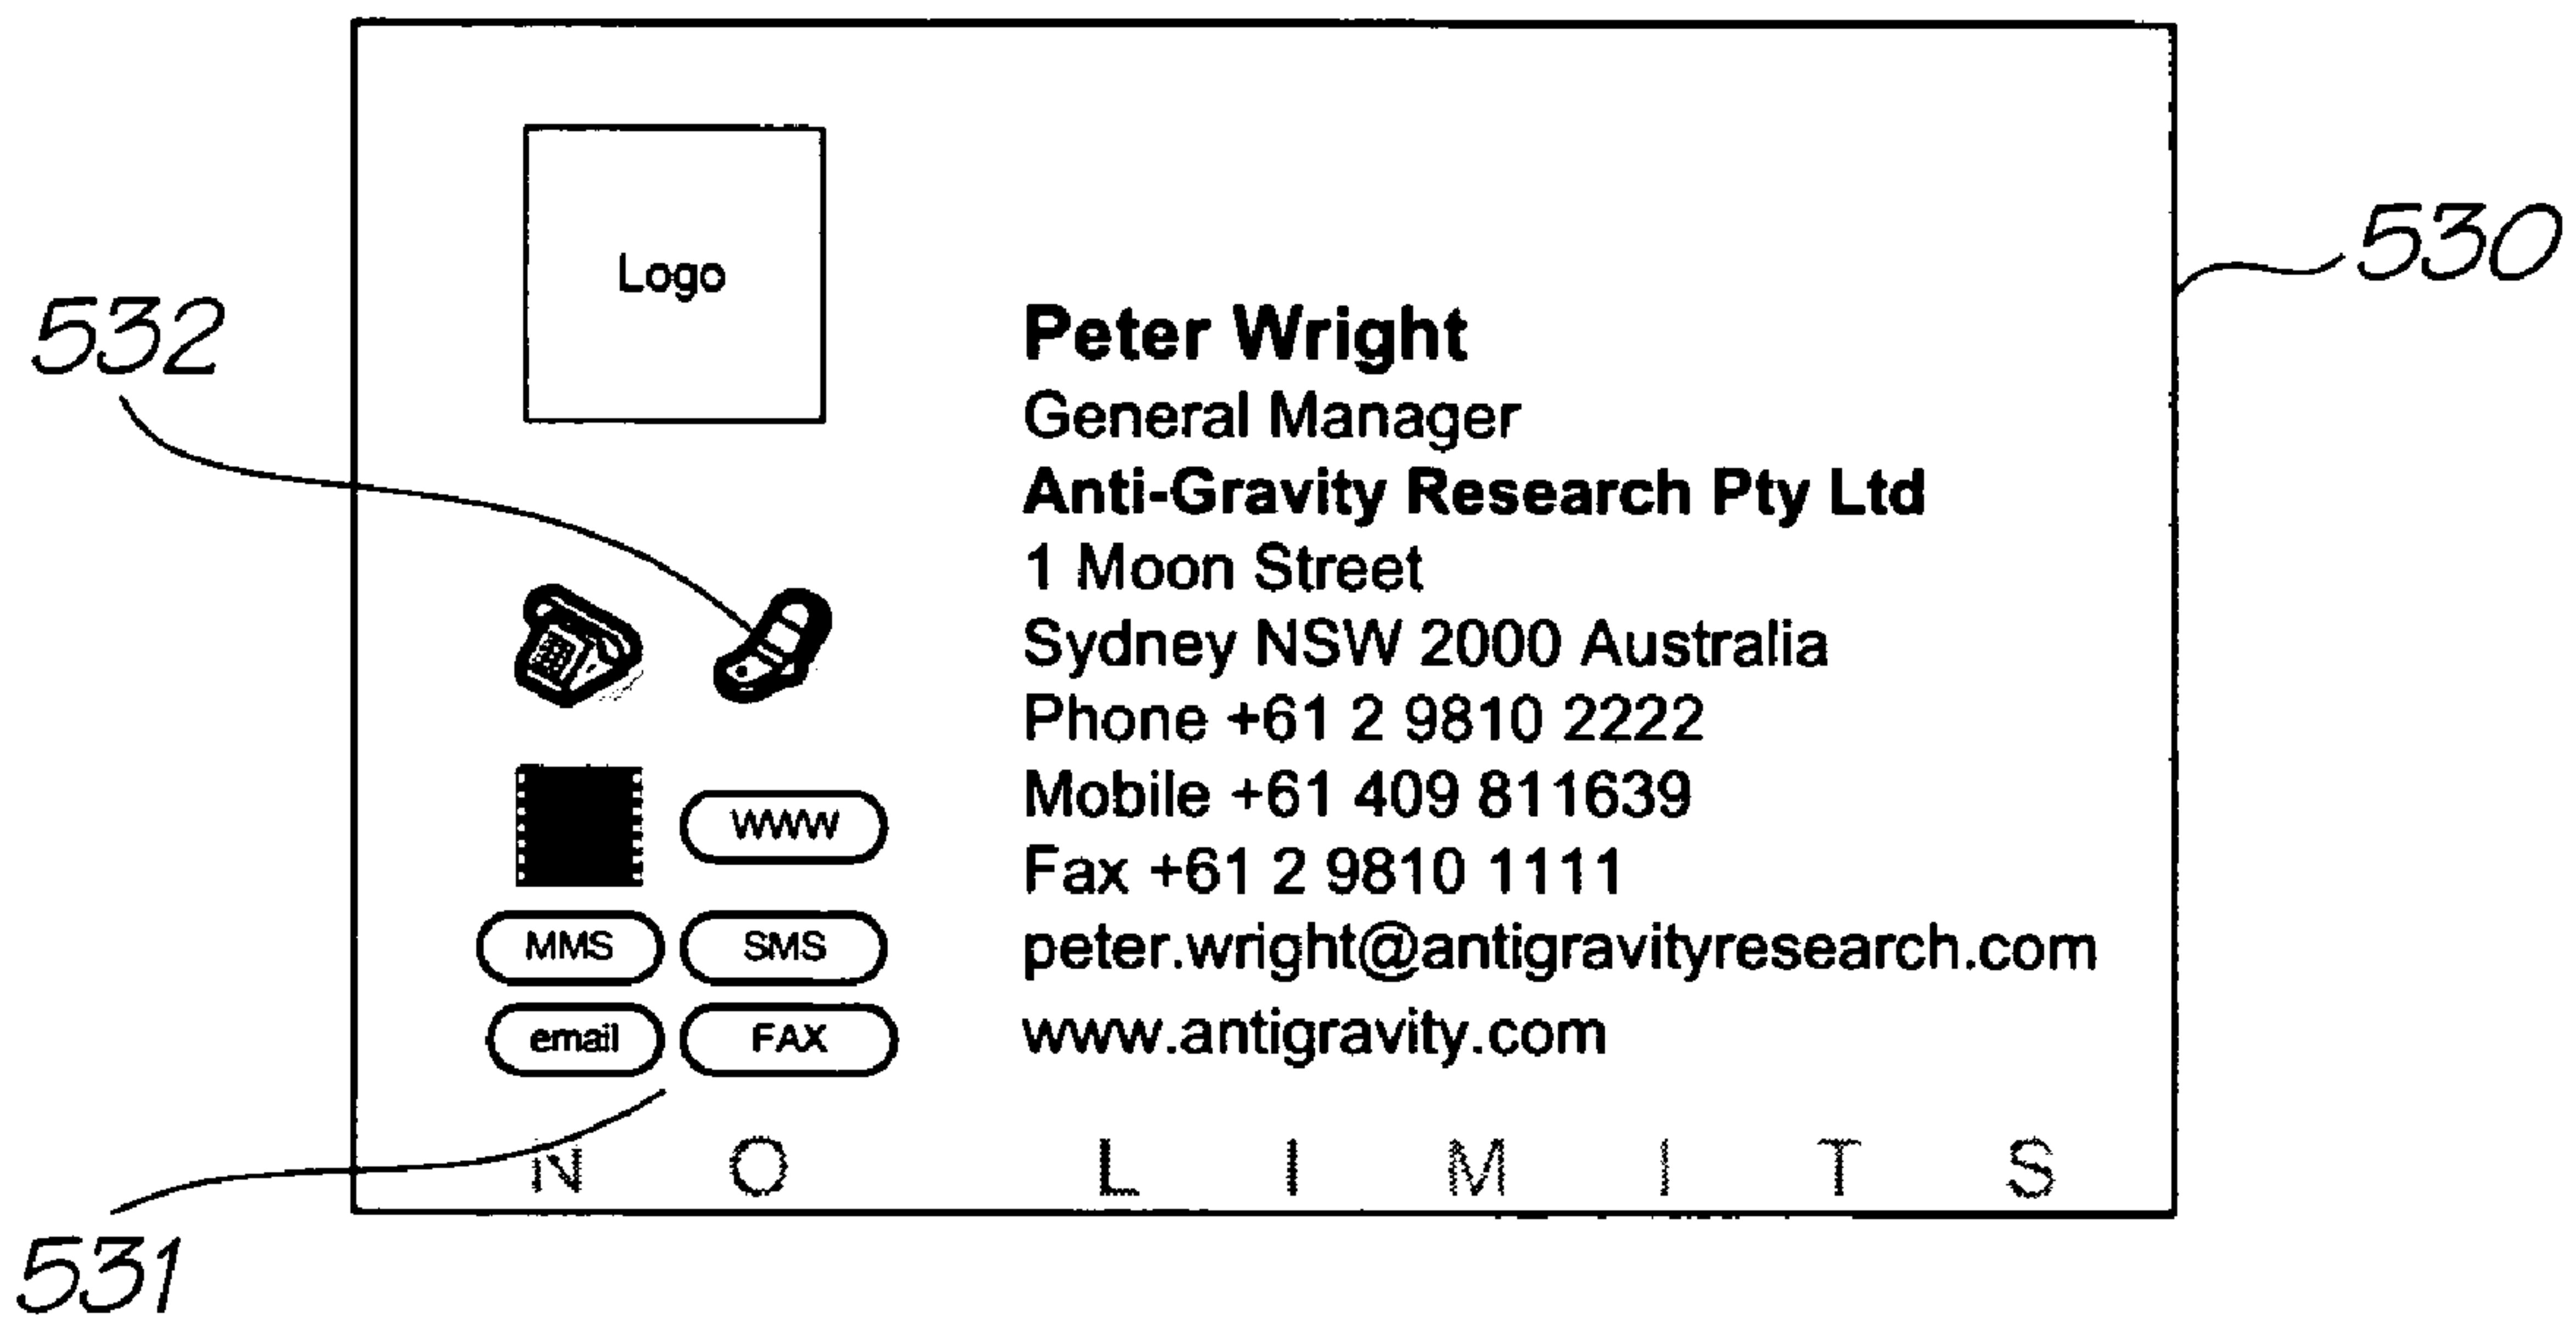 530
Logo
532
Peter Wright
General Manager
Anti-Gravity Research Pty Ltd
1 Moon Street
Sydney NSW 2000 Australia
Phone +61 2 9810 2222
Mobile +61 409 811639
Fax +61 2 9810 1111
peter.wright@antigravityresearch.com
www.antigravity.com
WWW
MMS SMS
email FAX
N O L I M I T S
531